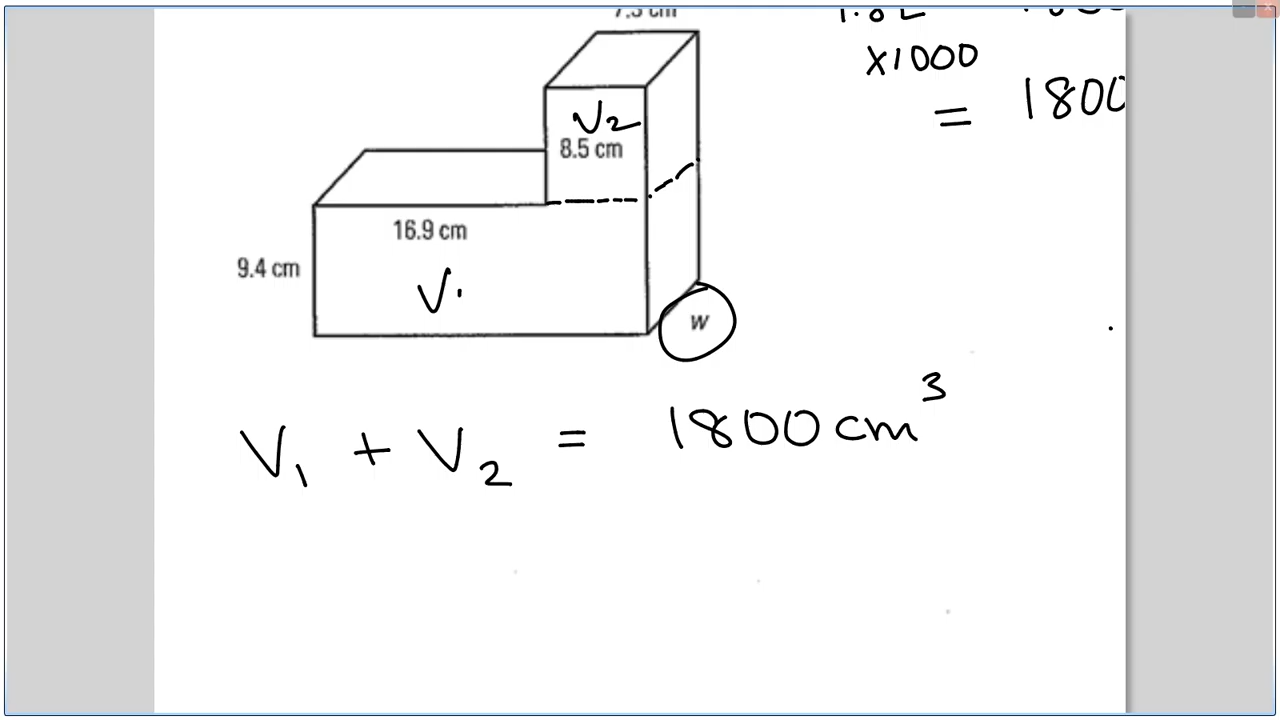 x1000
= 1800
V2
8.5 cm
16.9 cm
9.4 cm
V1
w
V1 + V2 = 1800 cm³